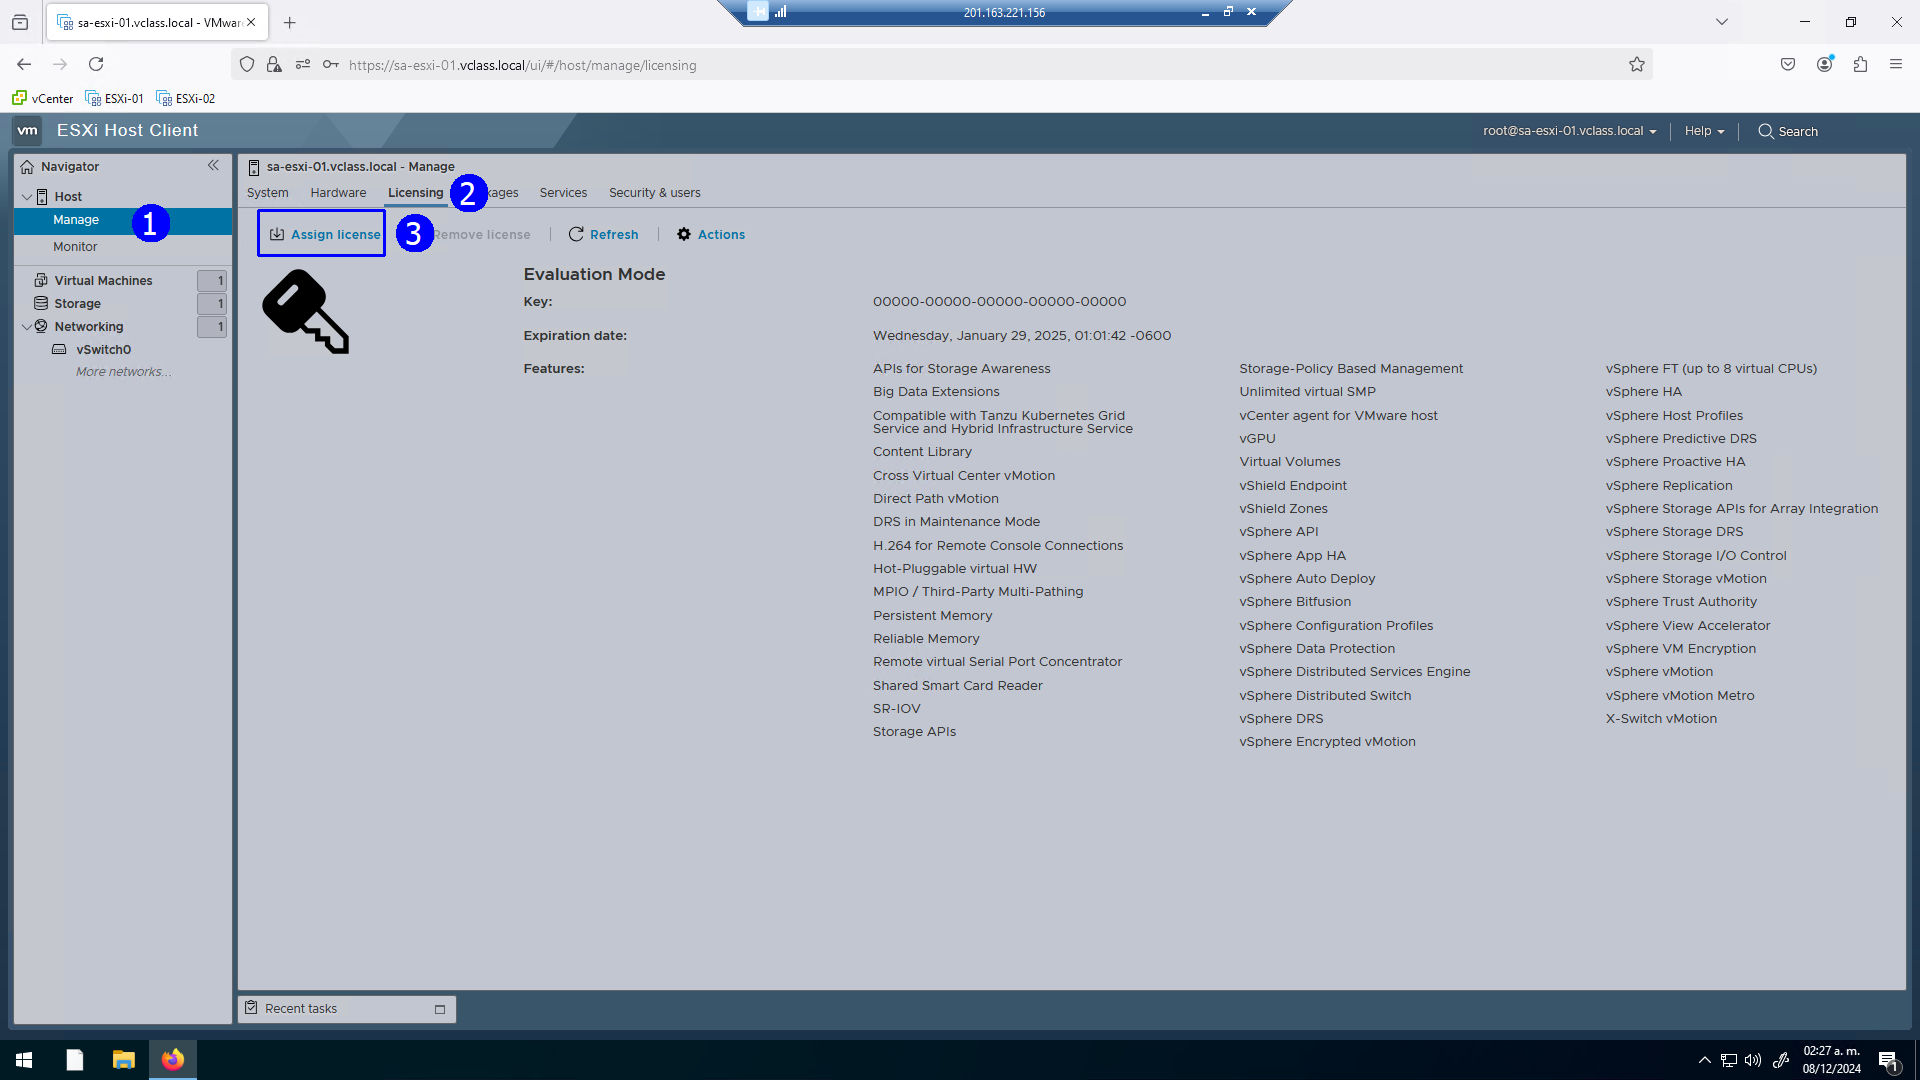 sa-esxi-01.vclass.local - VMwar
201.163.221.156
https://sa-esxi-01.vclass.local/ui/#/host/manage/licensing
vCenter ESXi-01 ESXi-02
vm ESXi Host Client
root@sa-esxi-01.vclass.local Help Search
Navigator
Host
Manage 1
Monitor
Virtual Machines 1
Storage 1
Networking 1
vSwitch0
More networks...
sa-esxi-01.vclass.local - Manage
System Hardware Licensing 2 kages Services Security & users
Assign license 3 Remove license Refresh Actions
Evaluation Mode
Key: 00000-00000-00000-00000-00000
Expiration date: Wednesday, January 29, 2025, 01:01:42 -0600
Features:
APIs for Storage Awareness
Big Data Extensions
Compatible with Tanzu Kubernetes Grid
Service and Hybrid Infrastructure Service
Content Library
Cross Virtual Center vMotion
Direct Path vMotion
DRS in Maintenance Mode
H.264 for Remote Console Connections
Hot-Pluggable virtual HW
MPIO / Third-Party Multi-Pathing
Persistent Memory
Reliable Memory
Remote virtual Serial Port Concentrator
Shared Smart Card Reader
SR-IOV
Storage APIs
Storage-Policy Based Management
Unlimited virtual SMP
vCenter agent for VMware host
vGPU
Virtual Volumes
vShield Endpoint
vShield Zones
vSphere API
vSphere App HA
vSphere Auto Deploy
vSphere Bitfusion
vSphere Configuration Profiles
vSphere Data Protection
vSphere Distributed Services Engine
vSphere Distributed Switch
vSphere DRS
vSphere Encrypted vMotion
vSphere FT (up to 8 virtual CPUs)
vSphere HA
vSphere Host Profiles
vSphere Predictive DRS
vSphere Proactive HA
vSphere Replication
vSphere Storage APIs for Array Integration
vSphere Storage DRS
vSphere Storage I/O Control
vSphere Storage vMotion
vSphere Trust Authority
vSphere View Accelerator
vSphere VM Encryption
vSphere vMotion
vSphere vMotion Metro
X-Switch vMotion
Recent tasks
02:27 a. m.
08/12/2024
1